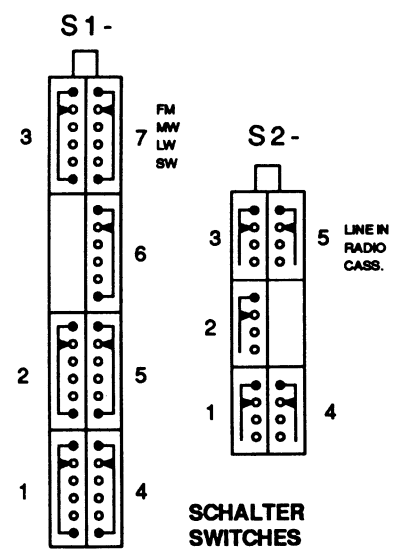 S1-
3
7
FM
MW
LW
SW
6
2
5
1
4
S2-
3
5
LINE IN
RADIO
CASS.
2
1
4
SCHALTER
SWITCHES